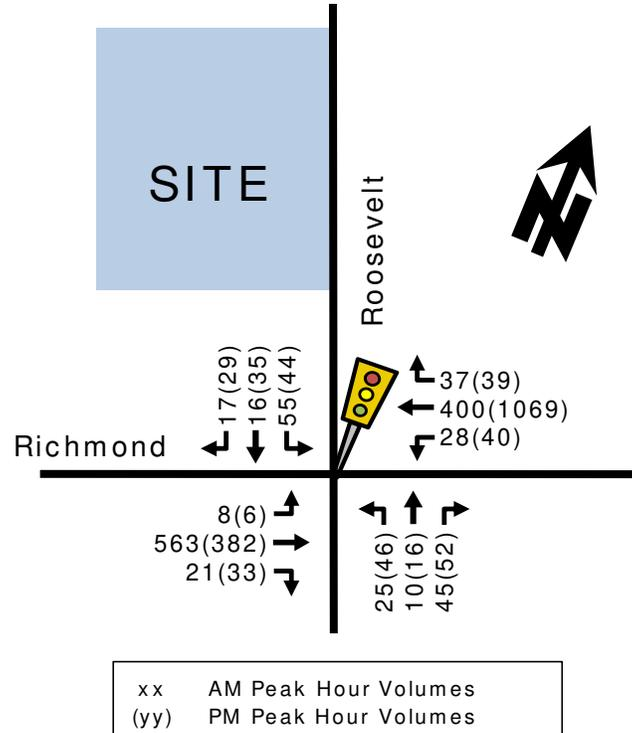 SITE
Roosevelt
N
17(29)
16(35)
55(44)
37(39)
400(1069)
28(40)
Richmond
8(6)
563(382)
21(33)
25(46)
10(16)
45(52)
xx AM Peak Hour Volumes
(yy) PM Peak Hour Volumes